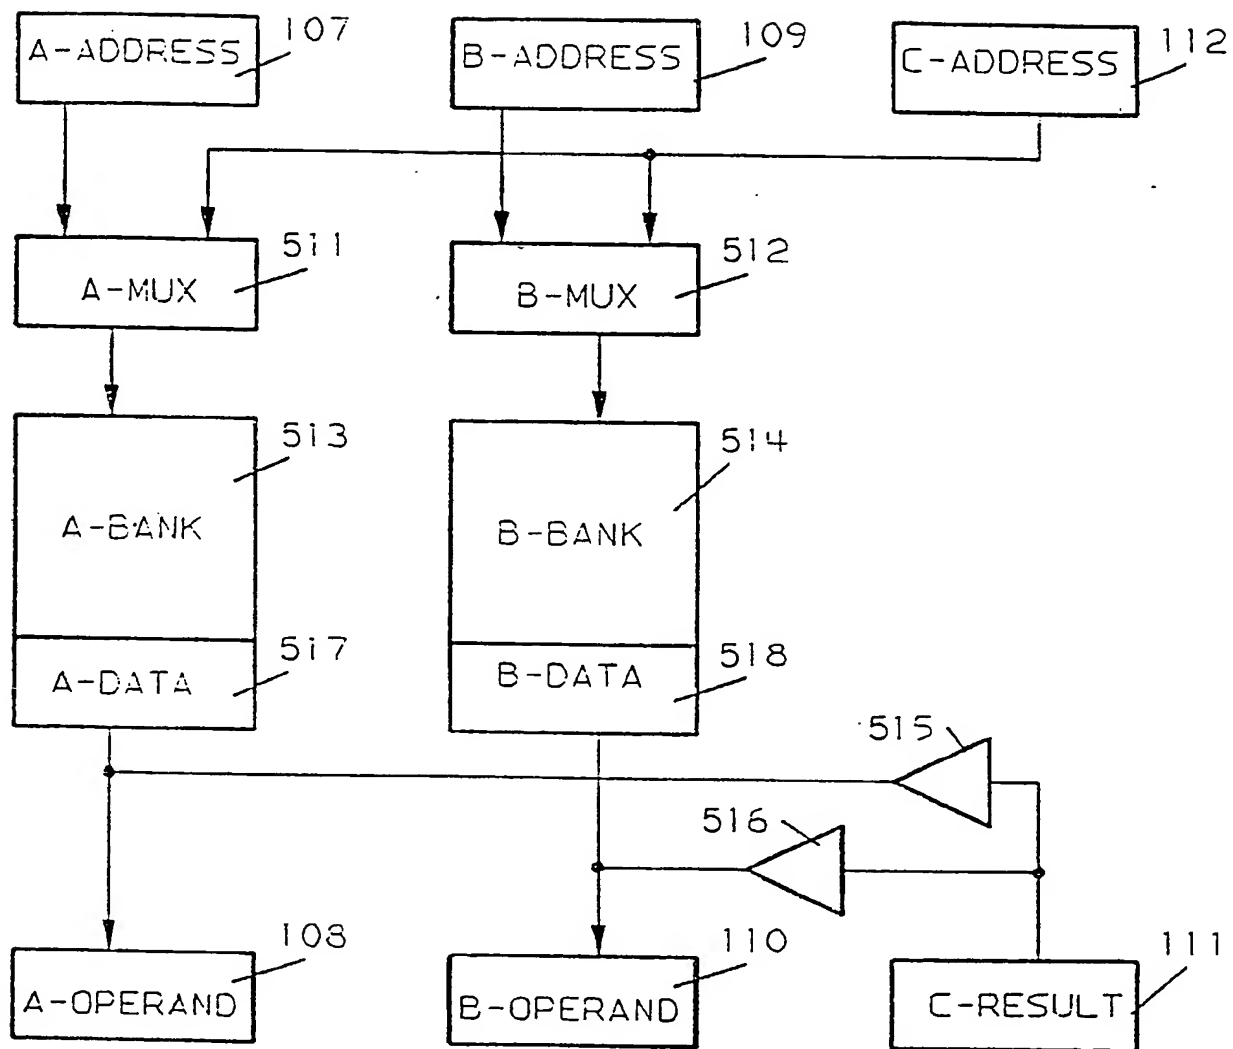 A-ADDRESS
107
B-ADDRESS
109
C-ADDRESS
112
A-MUX
511
B-MUX
512
A-BANK
513
B-BANK
514
A-DATA
517
B-DATA
518
515
516
A-OPERAND
108
B-OPERAND
110
C-RESULT
111